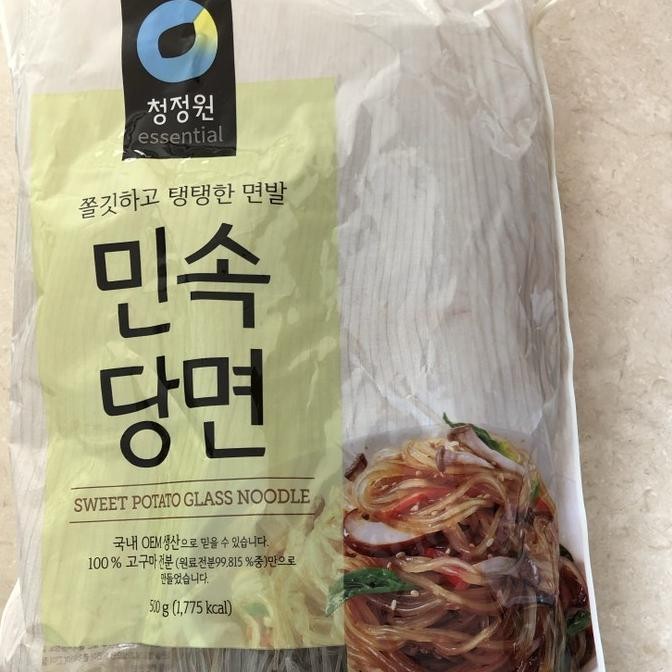 청정원
essential
쫄깃하고 탱탱한 면발
민속
당면
SWEET POTATO GLASS NOODLE
국내 OEM생산으로 믿을 수 있습니다.
100 % 고구마 전분 (원료전분99.815 %중)만으로
만들었습니다.
500 g (1,775 kcal)